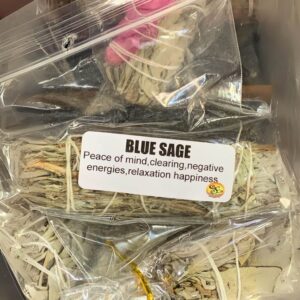 BLUE SAGE
Peace of mind,clearing,negative
energies,relaxation happiness